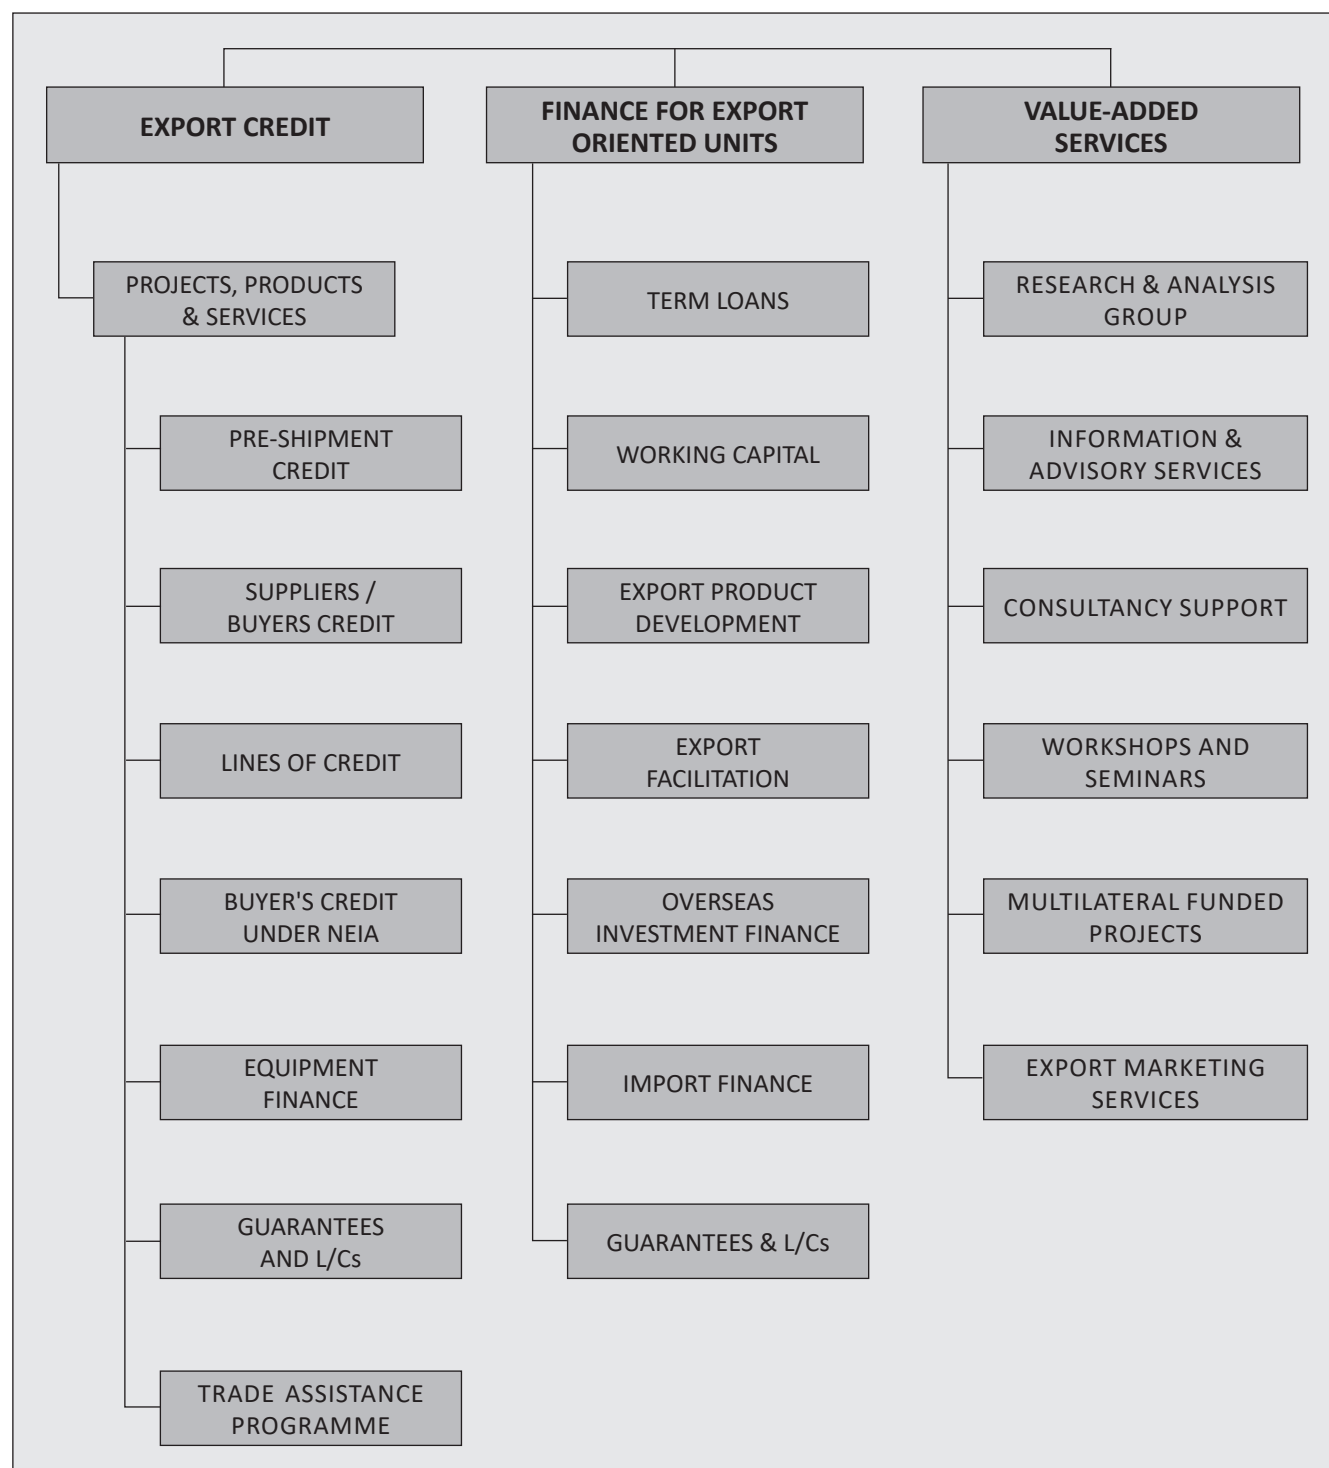 EXPORT CREDIT
PROJECTS, PRODUCTS
& SERVICES
PRE-SHIPMENT
CREDIT
SUPPLIERS /
BUYERS CREDIT
LINES OF CREDIT
BUYER'S CREDIT
UNDER NEIA
EQUIPMENT
FINANCE
GUARANTEES
AND L/Cs
TRADE ASSISTANCE
PROGRAMME
FINANCE FOR EXPORT
ORIENTED UNITS
TERM LOANS
WORKING CAPITAL
EXPORT PRODUCT
DEVELOPMENT
EXPORT
FACILITATION
OVERSEAS
INVESTMENT FINANCE
IMPORT FINANCE
GUARANTEES & L/Cs
VALUE-ADDED
SERVICES
RESEARCH & ANALYSIS
GROUP
INFORMATION &
ADVISORY SERVICES
CONSULTANCY SUPPORT
WORKSHOPS AND
SEMINARS
MULTILATERAL FUNDED
PROJECTS
EXPORT MARKETING
SERVICES